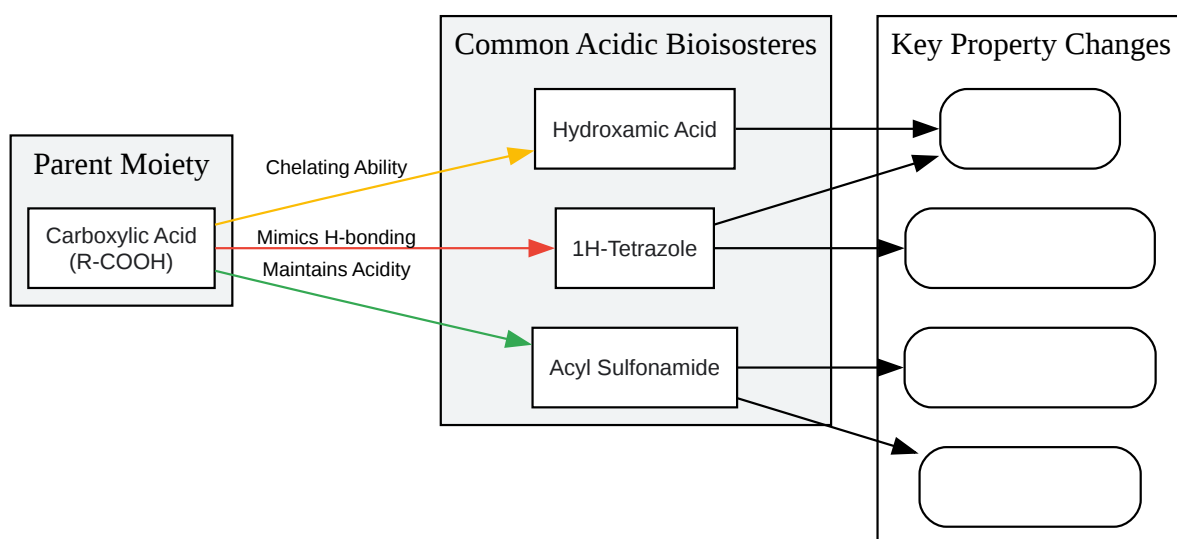 Common Acidic Bioisosteres
Key Property Changes
Parent Moiety
Carboxylic Acid
(R-COOH)
Chelating Ability
Mimics H-bonding
Maintains Acidity
Hydroxamic Acid
1H-Tetrazole
Acyl Sulfonamide